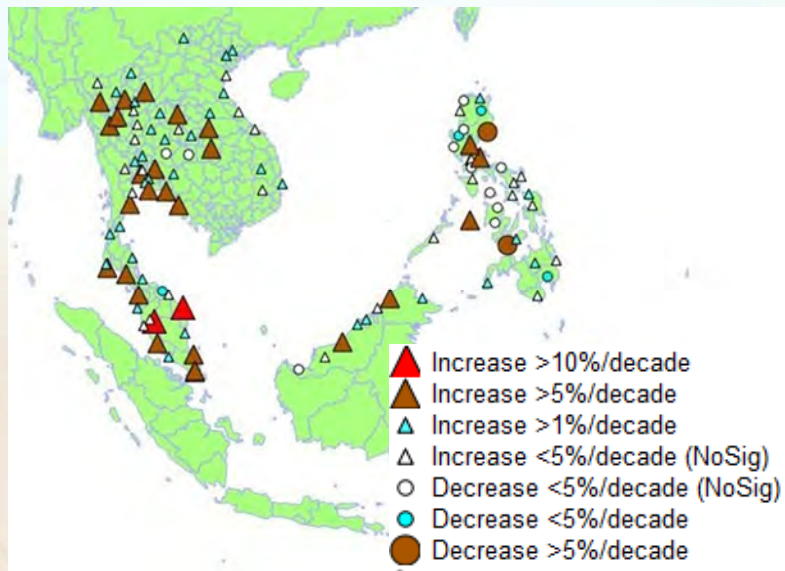 Increase >10%/decade
Increase >5%/decade
Increase >1%/decade
Increase <5%/decade (NoSig)
Decrease <5%/decade (NoSig)
Decrease <5%/decade
Decrease >5%/decade